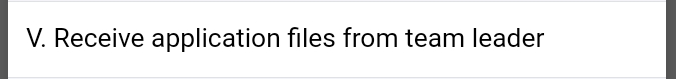 V. Receive application files from team leader